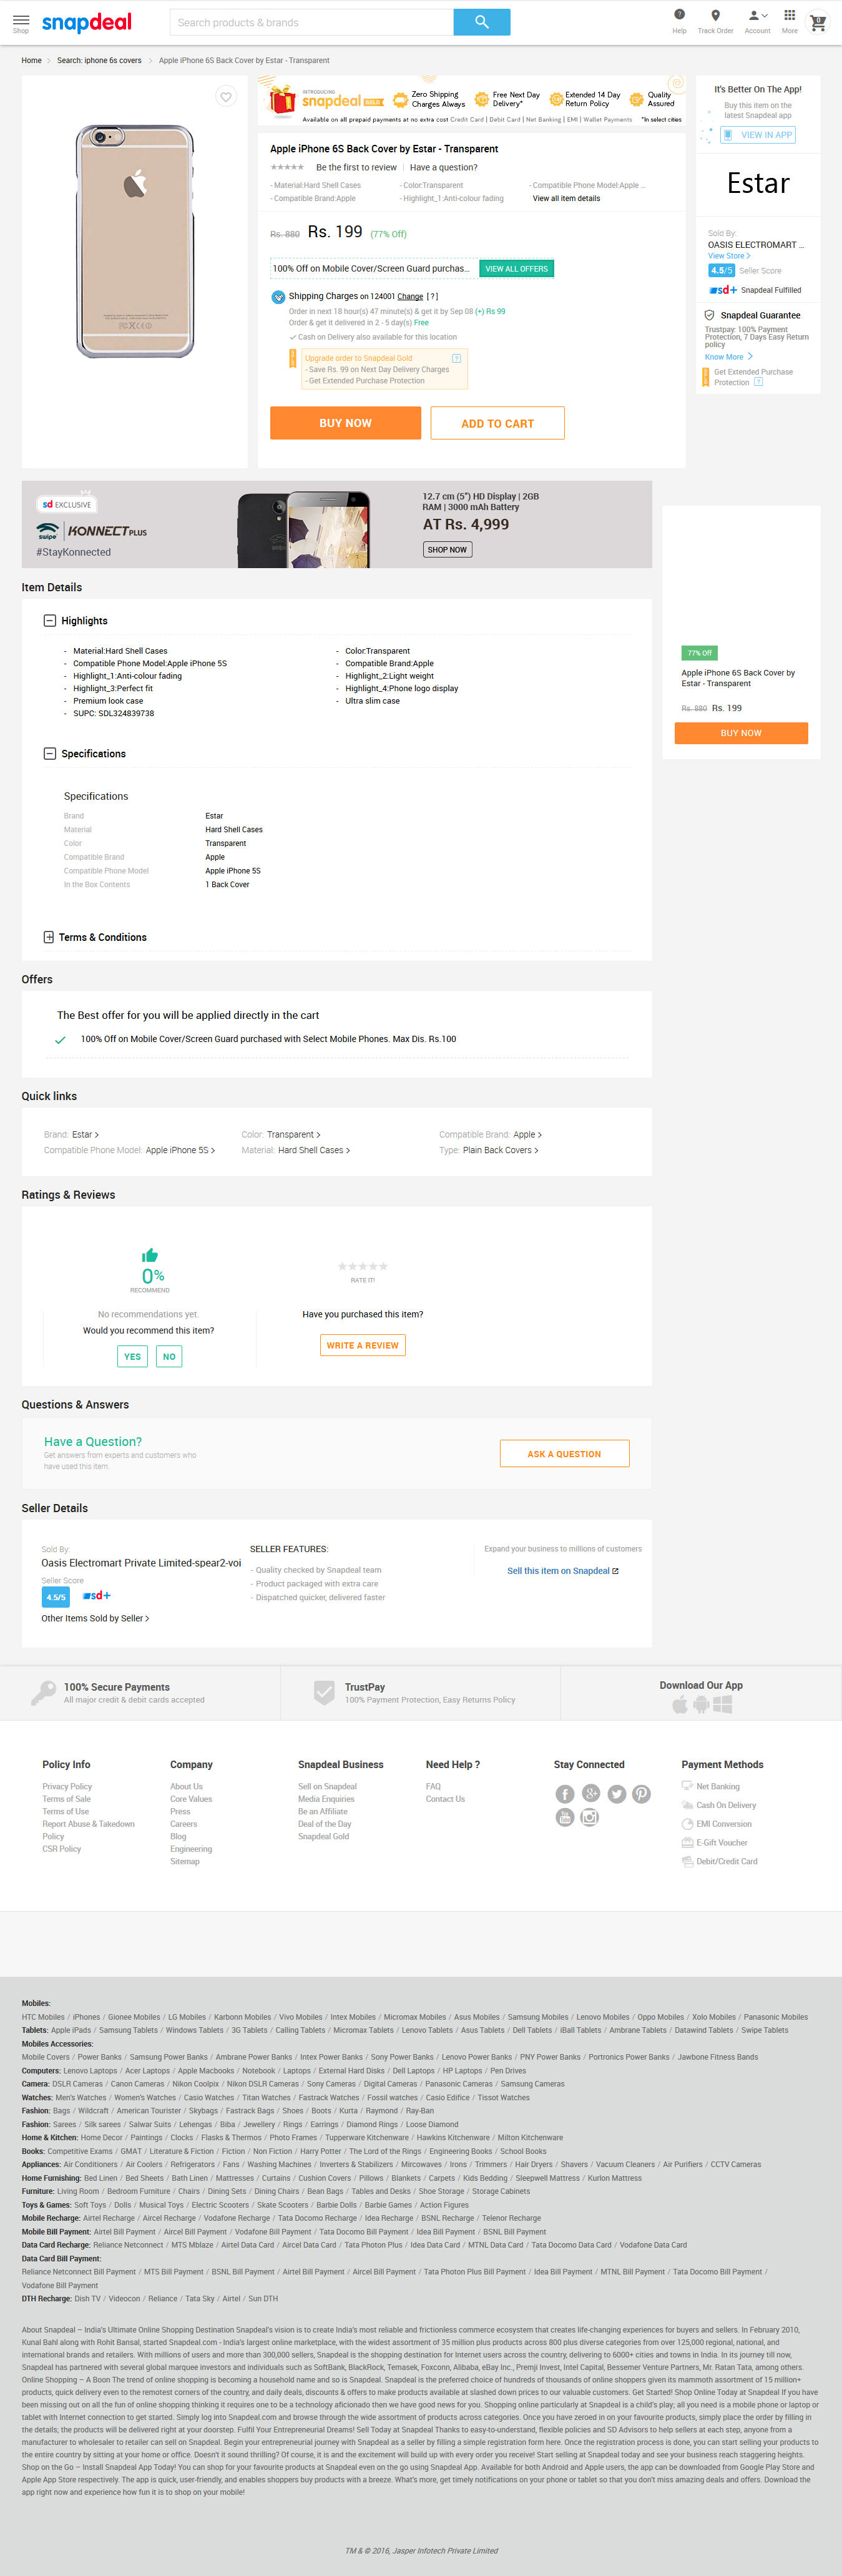 Shop
snapdeal
Search products & brands
Help
Track Order
Account
More
0
Home > Search: iphone 6s covers > Apple iPhone 6S Back Cover by Estar - Transparent
INTRODUCING
snapdeal GOLD
Zero Shipping Charges Always
Free Next Day Delivery*
Extended 14 Day Return Policy
Quality Assured
Available on all prepaid payments at no extra cost Credit Card | Debit Card | Net Banking | EMI | Wallet Payments *In select cities
Apple iPhone 6S Back Cover by Estar - Transparent
Be the first to review | Have a question?
- Material:Hard Shell Cases - Color:Transparent - Compatible Phone Model:Apple ...
- Compatible Brand:Apple - Highlight_1:Anti-colour fading View all item details
Rs. 880 Rs. 199 (77% Off)
100% Off on Mobile Cover/Screen Guard purchas... VIEW ALL OFFERS
Shipping Charges on 124001 Change [ ? ]
Order in next 18 hour(s) 47 minute(s) & get it by Sep 08 (+) Rs 99
Order & get it delivered in 2 - 5 day(s) Free
Cash on Delivery also available for this location
Upgrade order to Snapdeal Gold ?
- Save Rs. 99 on Next Day Delivery Charges
- Get Extended Purchase Protection
BUY NOW
ADD TO CART
It's Better On The App!
Buy this item on the
latest Snapdeal app
VIEW IN APP
Estar
Sold By:
OASIS ELECTROMART ...
View Store >
4.5/5 Seller Score
sd+ Snapdeal Fulfilled
Snapdeal Guarantee
Trustpay: 100% Payment
Protection, 7 Days Easy Return
policy
Know More >
Get Extended Purchase
Protection ?
sd EXCLUSIVE
swipe KONNECT PLUS
#StayKonnected
12.7 cm (5") HD Display | 2GB
RAM | 3000 mAh Battery
AT Rs. 4,999
SHOP NOW
77% Off
Apple iPhone 6S Back Cover by
Estar - Transparent
Rs. 880 Rs. 199
BUY NOW
Item Details
Highlights
- Material:Hard Shell Cases - Color:Transparent
- Compatible Phone Model:Apple iPhone 5S - Compatible Brand:Apple
- Highlight_1:Anti-colour fading - Highlight_2:Light weight
- Highlight_3:Perfect fit - Highlight_4:Phone logo display
- Premium look case - Ultra slim case
- SUPC: SDL324839738
Specifications
Specifications
Brand Estar
Material Hard Shell Cases
Color Transparent
Compatible Brand Apple
Compatible Phone Model Apple iPhone 5S
In the Box Contents 1 Back Cover
Terms & Conditions
Offers
The Best offer for you will be applied directly in the cart
100% Off on Mobile Cover/Screen Guard purchased with Select Mobile Phones. Max Dis. Rs.100
Quick links
Brand: Estar > Color: Transparent > Compatible Brand: Apple >
Compatible Phone Model: Apple iPhone 5S > Material: Hard Shell Cases > Type: Plain Back Covers >
Ratings & Reviews
0%
RECOMMEND
RATE IT!
No recommendations yet.
Would you recommend this item?
YES NO
Have you purchased this item?
WRITE A REVIEW
Questions & Answers
Have a Question?
Get answers from experts and customers who
have used this item.
ASK A QUESTION
Seller Details
Sold By:
Oasis Electromart Private Limited-spear2-voi
Seller Score
4.5/5 sd+
Other Items Sold by Seller >
SELLER FEATURES:
- Quality checked by Snapdeal team
- Product packaged with extra care
- Dispatched quicker, delivered faster
Expand your business to millions of customers
Sell this item on Snapdeal
100% Secure Payments
All major credit & debit cards accepted
TrustPay
100% Payment Protection, Easy Returns Policy
Download Our App
Policy Info
Privacy Policy
Terms of Sale
Terms of Use
Report Abuse & Takedown
Policy
CSR Policy
Company
About Us
Core Values
Press
Careers
Blog
Engineering
Sitemap
Snapdeal Business
Sell on Snapdeal
Media Enquiries
Be an Affiliate
Deal of the Day
Snapdeal Gold
Need Help ?
FAQ
Contact Us
Stay Connected
Payment Methods
Net Banking
Cash On Delivery
EMI Conversion
E-Gift Voucher
Debit/Credit Card
Mobiles:
HTC Mobiles / iPhones / Gionee Mobiles / LG Mobiles / Karbonn Mobiles / Vivo Mobiles / Intex Mobiles / Micromax Mobiles / Asus Mobiles / Samsung Mobiles / Lenovo Mobiles / Oppo Mobiles / Xolo Mobiles / Panasonic Mobiles
Tablets: Apple iPads / Samsung Tablets / Windows Tablets / 3G Tablets / Calling Tablets / Micromax Tablets / Lenovo Tablets / Asus Tablets / Dell Tablets / iBall Tablets / Ambrane Tablets / Datawind Tablets / Swipe Tablets
Mobiles Accessories:
Mobile Covers / Power Banks / Samsung Power Banks / Ambrane Power Banks / Intex Power Banks / Sony Power Banks / Lenovo Power Banks / PNY Power Banks / Portronics Power Banks / Jawbone Fitness Bands
Computers: Lenovo Laptops / Acer Laptops / Apple Macbooks / Notebook / Laptops / External Hard Disks / Dell Laptops / HP Laptops / Pen Drives
Camera: DSLR Cameras / Canon Cameras / Nikon Coolpix / Nikon DSLR Cameras / Sony Cameras / Digital Cameras / Panasonic Cameras / Samsung Cameras
Watches: Men's Watches / Women's Watches / Casio Watches / Titan Watches / Fastrack Watches / Fossil watches / Casio Edifice / Tissot Watches
Fashion: Bags / Wildcraft / American Tourister / Skybags / Fastrack Bags / Shoes / Boots / Kurta / Raymond / Ray-Ban
Fashion: Sarees / Silk sarees / Salwar Suits / Lehengas / Biba / Jewellery / Rings / Earrings / Diamond Rings / Loose Diamond
Home & Kitchen: Home Decor / Paintings / Clocks / Flasks & Thermos / Photo Frames / Tupperware Kitchenware / Hawkins Kitchenware / Milton Kitchenware
Books: Competitive Exams / GMAT / Literature & Fiction / Fiction / Non Fiction / Harry Potter / The Lord of the Rings / Engineering Books / School Books
Appliances: Air Conditioners / Air Coolers / Refrigerators / Fans / Washing Machines / Inverters & Stabilizers / Mircowaves / Irons / Trimmers / Hair Dryers / Shavers / Vacuum Cleaners / Air Purifiers / CCTV Cameras
Home Furnishing: Bed Linen / Bed Sheets / Bath Linen / Mattresses / Curtains / Cushion Covers / Pillows / Blankets / Carpets / Kids Bedding / Sleepwell Mattress / Kurlon Mattress
Furniture: Living Room / Bedroom Furniture / Chairs / Dining Sets / Dining Chairs / Bean Bags / Tables and Desks / Shoe Storage / Storage Cabinets
Toys & Games: Soft Toys / Dolls / Musical Toys / Electric Scooters / Skate Scooters / Barbie Dolls / Barbie Games / Action Figures
Mobile Recharge: Airtel Recharge / Aircel Recharge / Vodafone Recharge / Tata Docomo Recharge / Idea Recharge / BSNL Recharge / Telenor Recharge
Mobile Bill Payment: Airtel Bill Payment / Aircel Bill Payment / Vodafone Bill Payment / Tata Docomo Bill Payment / Idea Bill Payment / BSNL Bill Payment
Data Card Recharge: Reliance Netconnect / MTS Mblaze / Airtel Data Card / Aircel Data Card / Tata Photon Plus / Idea Data Card / MTNL Data Card / Tata Docomo Data Card / Vodafone Data Card
Data Card Bill Payment:
Reliance Netconnect Bill Payment / MTS Bill Payment / BSNL Bill Payment / Airtel Bill Payment / Aircel Bill Payment / Tata Photon Plus Bill Payment / Idea Bill Payment / MTNL Bill Payment / Tata Docomo Bill Payment /
Vodafone Bill Payment
DTH Recharge: Dish TV / Videocon / Reliance / Tata Sky / Airtel / Sun DTH
About Snapdeal – India's Ultimate Online Shopping Destination Snapdeal's vision is to create India's most reliable and frictionless commerce ecosystem that creates life-changing experiences for buyers and sellers. In February 2010,
Kunal Bahl along with Rohit Bansal, started Snapdeal.com - India's largest online marketplace, with the widest assortment of 35 million plus products across 800 plus diverse categories from over 125,000 regional, national, and
international brands and retailers. With millions of users and more than 300,000 sellers, Snapdeal is the shopping destination for Internet users across the country, delivering to 6000+ cities and towns in India. In its journey till now,
Snapdeal has partnered with several global marquee investors and individuals such as SoftBank, BlackRock, Temasek, Foxconn, Alibaba, eBay Inc., Premji Invest, Intel Capital, Bessemer Venture Partners, Mr. Ratan Tata, among others.
Online Shopping – A Boon The trend of online shopping is becoming a household name and so is Snapdeal. Snapdeal is the preferred choice of hundreds of thousands of online shoppers given its mammoth assortment of 15 million+
products, quick delivery even to the remotest corners of the country, and daily deals, discounts & offers to make products available at slashed down prices to our valuable customers. Get Started! Shop Online Today at Snapdeal If you have
been missing out on all the fun of online shopping thinking it requires one to be a technology aficionado then we have good news for you. Shopping online particularly at Snapdeal is a child's play; all you need is a mobile phone or laptop or
tablet with Internet connection to get started. Simply log into Snapdeal.com and browse through the wide assortment of products across categories. Once you have zeroed in on your favourite products, simply place the order by filling in
the details; the products will be delivered right at your doorstep. Fulfil Your Entrepreneurial Dreams! Sell Today at Snapdeal Thanks to easy-to-understand, flexible policies and SD Advisors to help sellers at each step, anyone from a
manufacturer to wholesaler to retailer can sell on Snapdeal. Begin your entrepreneurial journey with Snapdeal as a seller by filling a simple registration form here. Once the registration process is done, you can start selling your products to
the entire country by sitting at your home or office. Doesn't it sound thrilling? Of course, it is and the excitement will build up with every order you receive! Start selling at Snapdeal today and see your business reach staggering heights.
Shop on the Go – Install Snapdeal App Today! You can shop for your favourite products at Snapdeal even on the go using Snapdeal App. Available for both Android and Apple users, the app can be downloaded from Google Play Store and
Apple App Store respectively. The app is quick, user-friendly, and enables shoppers buy products with a breeze. What's more, get timely notifications on your phone or tablet so that you don't miss amazing deals and offers. Download the
app right now and experience how fun it is to shop on your mobile!
TM & © 2016, Jasper Infotech Private Limited